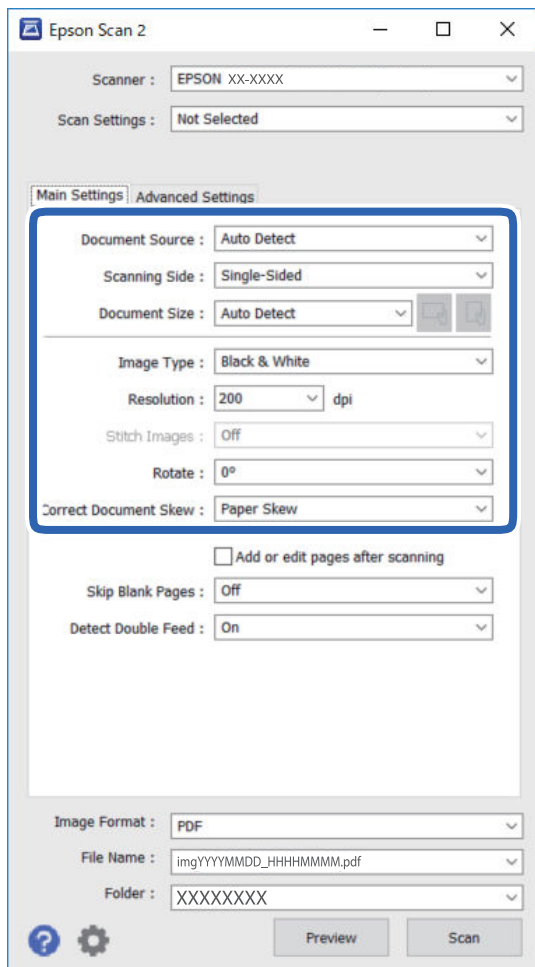 Epson Scan 2
Scanner : EPSON XX-XXXX
Scan Settings : Not Selected
Main Settings Advanced Settings
Document Source : Auto Detect
Scanning Side : Single-Sided
Document Size : Auto Detect
Image Type : Black & White
Resolution : 200 dpi
Stitch Images : Off
Rotate : 0º
Correct Document Skew : Paper Skew
Add or edit pages after scanning
Skip Blank Pages : Off
Detect Double Feed : On
Image Format : PDF
File Name : imgYYYYMMDD_HHHHMMMM.pdf
Folder : XXXXXXXX
? Preview Scan